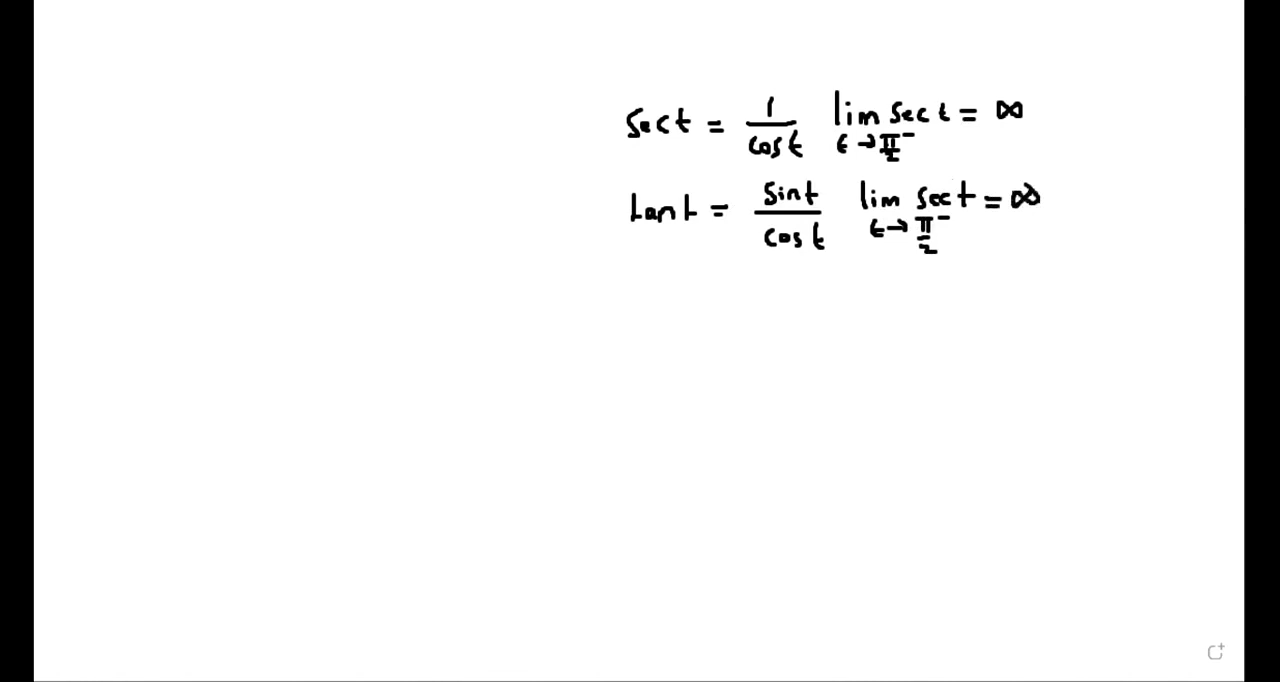 sec t = 1/cos t lim t→π/2⁻ sec t = ∞
tan t = sin t/cos t lim t→π/2⁻ sec t = ∞